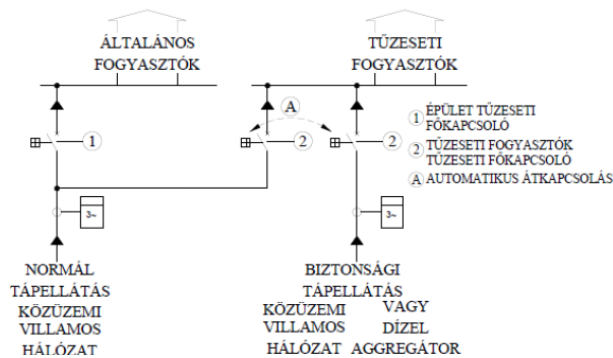 ÁLTALÁNOS
FOGYASZTÓK
TŰZESETI
FOGYASZTÓK
A
1
2
2
1 ÉPÜLET TŰZESETI
FŐKAPCSOLÓ
2 TŰZESETI FOGYASZTÓK
TŰZESETI FŐKAPCSOLÓ
A AUTOMATIKUS ÁTKAPCSOLÁS
3~
3~
NORMÁL
TÁPELLÁTÁS
KÖZÜZEMI
VILLAMOS
HÁLÓZAT
BIZTONSÁGI
TÁPELLÁTÁS
KÖZÜZEMI
VILLAMOS
HÁLÓZAT
VAGY
DÍZEL
AGGREGÁTOR